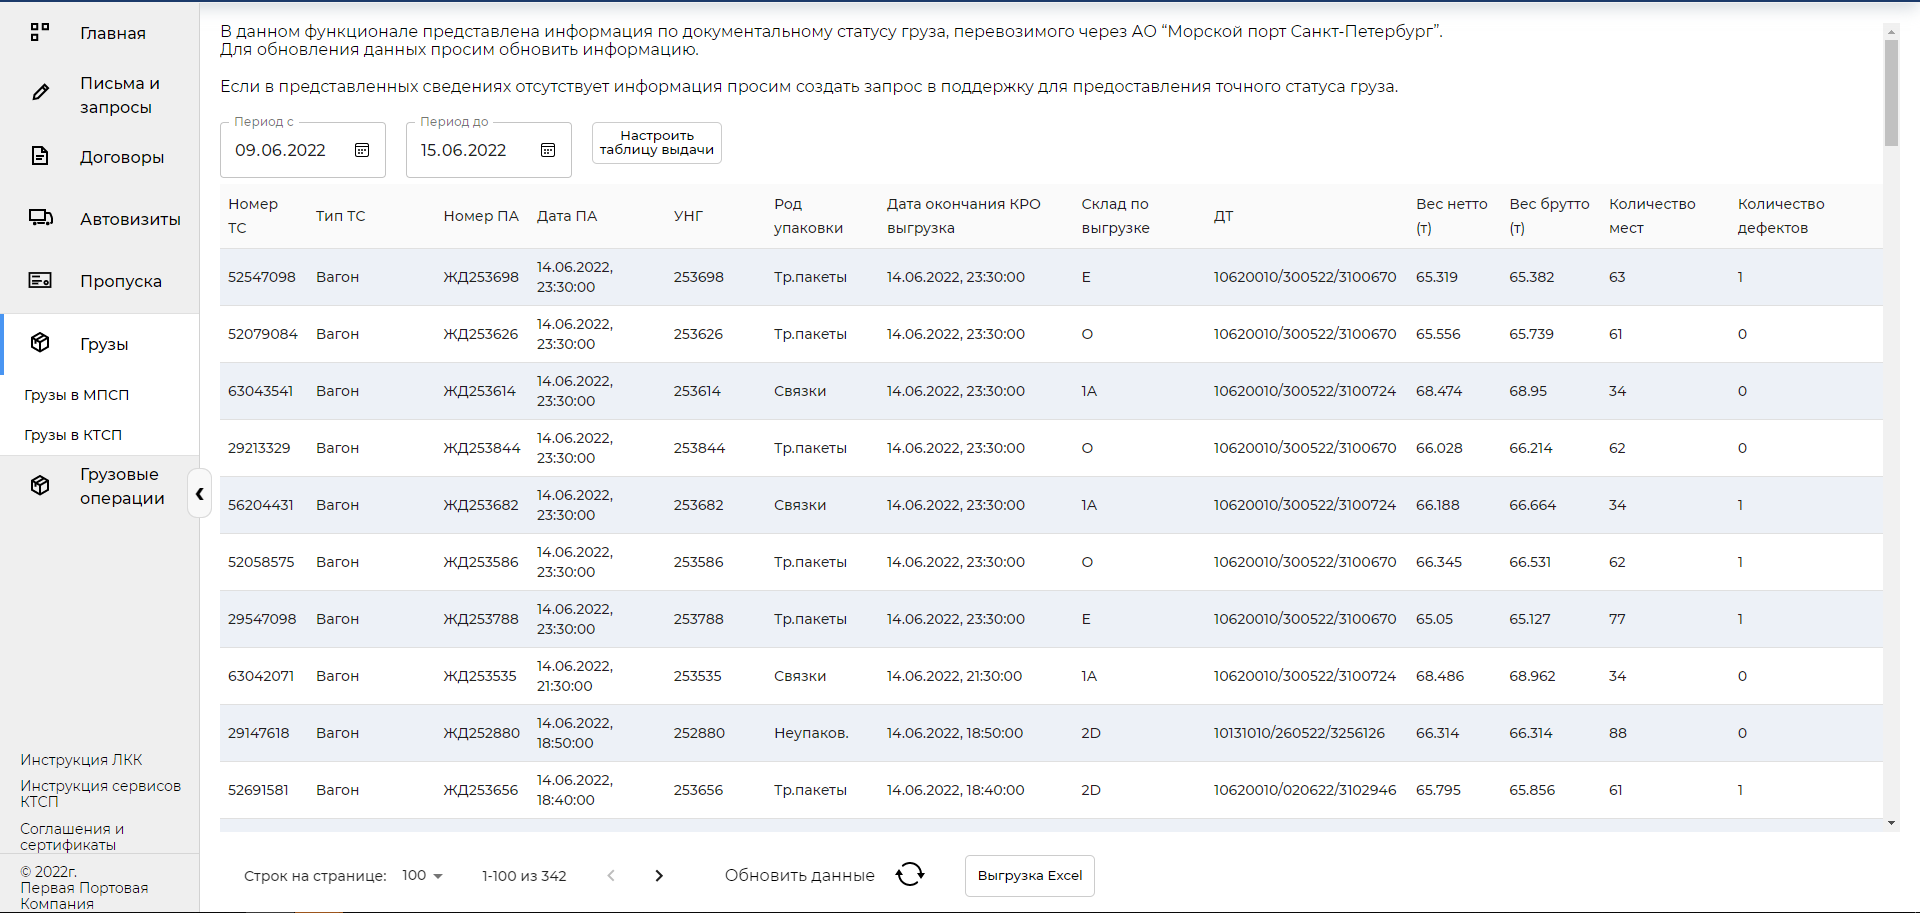 Главная
Письма и
запросы
Договоры
Автовизиты
Пропуска
Грузы
Грузы в МПСП
Грузы в КТСП
Грузовые
операции
Инструкция ЛКК
Инструкция сервисов
КТСП
Соглашения и
сертификаты
© 2022г.
Первая Портовая
Компания
В данном функционале представлена информация по документальному статусу груза, перевозимого через АО “Морской порт Санкт-Петербург”.
Для обновления данных просим обновить информацию.
Если в представленных сведениях отсутствует информация просим создать запрос в поддержку для предоставления точного статуса груза.
Период с
09.06.2022
Период до
15.06.2022
Настроить
таблицу выдачи
Номер ТС Тип ТС Номер ПА Дата ПА УНГ Род упаковки Дата окончания КРО выгрузка Склад по выгрузке ДТ Вес нетто (т) Вес брутто (т) Количество мест Количество дефектов
52547098 Вагон ЖД253698 14.06.2022, 23:30:00 253698 Тр.пакеты 14.06.2022, 23:30:00 E 10620010/300522/3100670 65.319 65.382 63 1
52079084 Вагон ЖД253626 14.06.2022, 23:30:00 253626 Тр.пакеты 14.06.2022, 23:30:00 O 10620010/300522/3100670 65.556 65.739 61 0
63043541 Вагон ЖД253614 14.06.2022, 23:30:00 253614 Связки 14.06.2022, 23:30:00 1A 10620010/300522/3100724 68.474 68.95 34 0
29213329 Вагон ЖД253844 14.06.2022, 23:30:00 253844 Тр.пакеты 14.06.2022, 23:30:00 O 10620010/300522/3100670 66.028 66.214 62 0
56204431 Вагон ЖД253682 14.06.2022, 23:30:00 253682 Связки 14.06.2022, 23:30:00 1A 10620010/300522/3100724 66.188 66.664 34 1
52058575 Вагон ЖД253586 14.06.2022, 23:30:00 253586 Тр.пакеты 14.06.2022, 23:30:00 O 10620010/300522/3100670 66.345 66.531 62 1
29547098 Вагон ЖД253788 14.06.2022, 23:30:00 253788 Тр.пакеты 14.06.2022, 23:30:00 E 10620010/300522/3100670 65.05 65.127 77 1
63042071 Вагон ЖД253535 14.06.2022, 21:30:00 253535 Связки 14.06.2022, 21:30:00 1A 10620010/300522/3100724 68.486 68.962 34 0
29147618 Вагон ЖД252880 14.06.2022, 18:50:00 252880 Неупаков. 14.06.2022, 18:50:00 2D 10131010/260522/3256126 66.314 66.314 88 0
52691581 Вагон ЖД253656 14.06.2022, 18:40:00 253656 Тр.пакеты 14.06.2022, 18:40:00 2D 10620010/020622/3102946 65.795 65.856 61 1
Строк на странице: 100 1-100 из 342 Обновить данные Выгрузка Excel